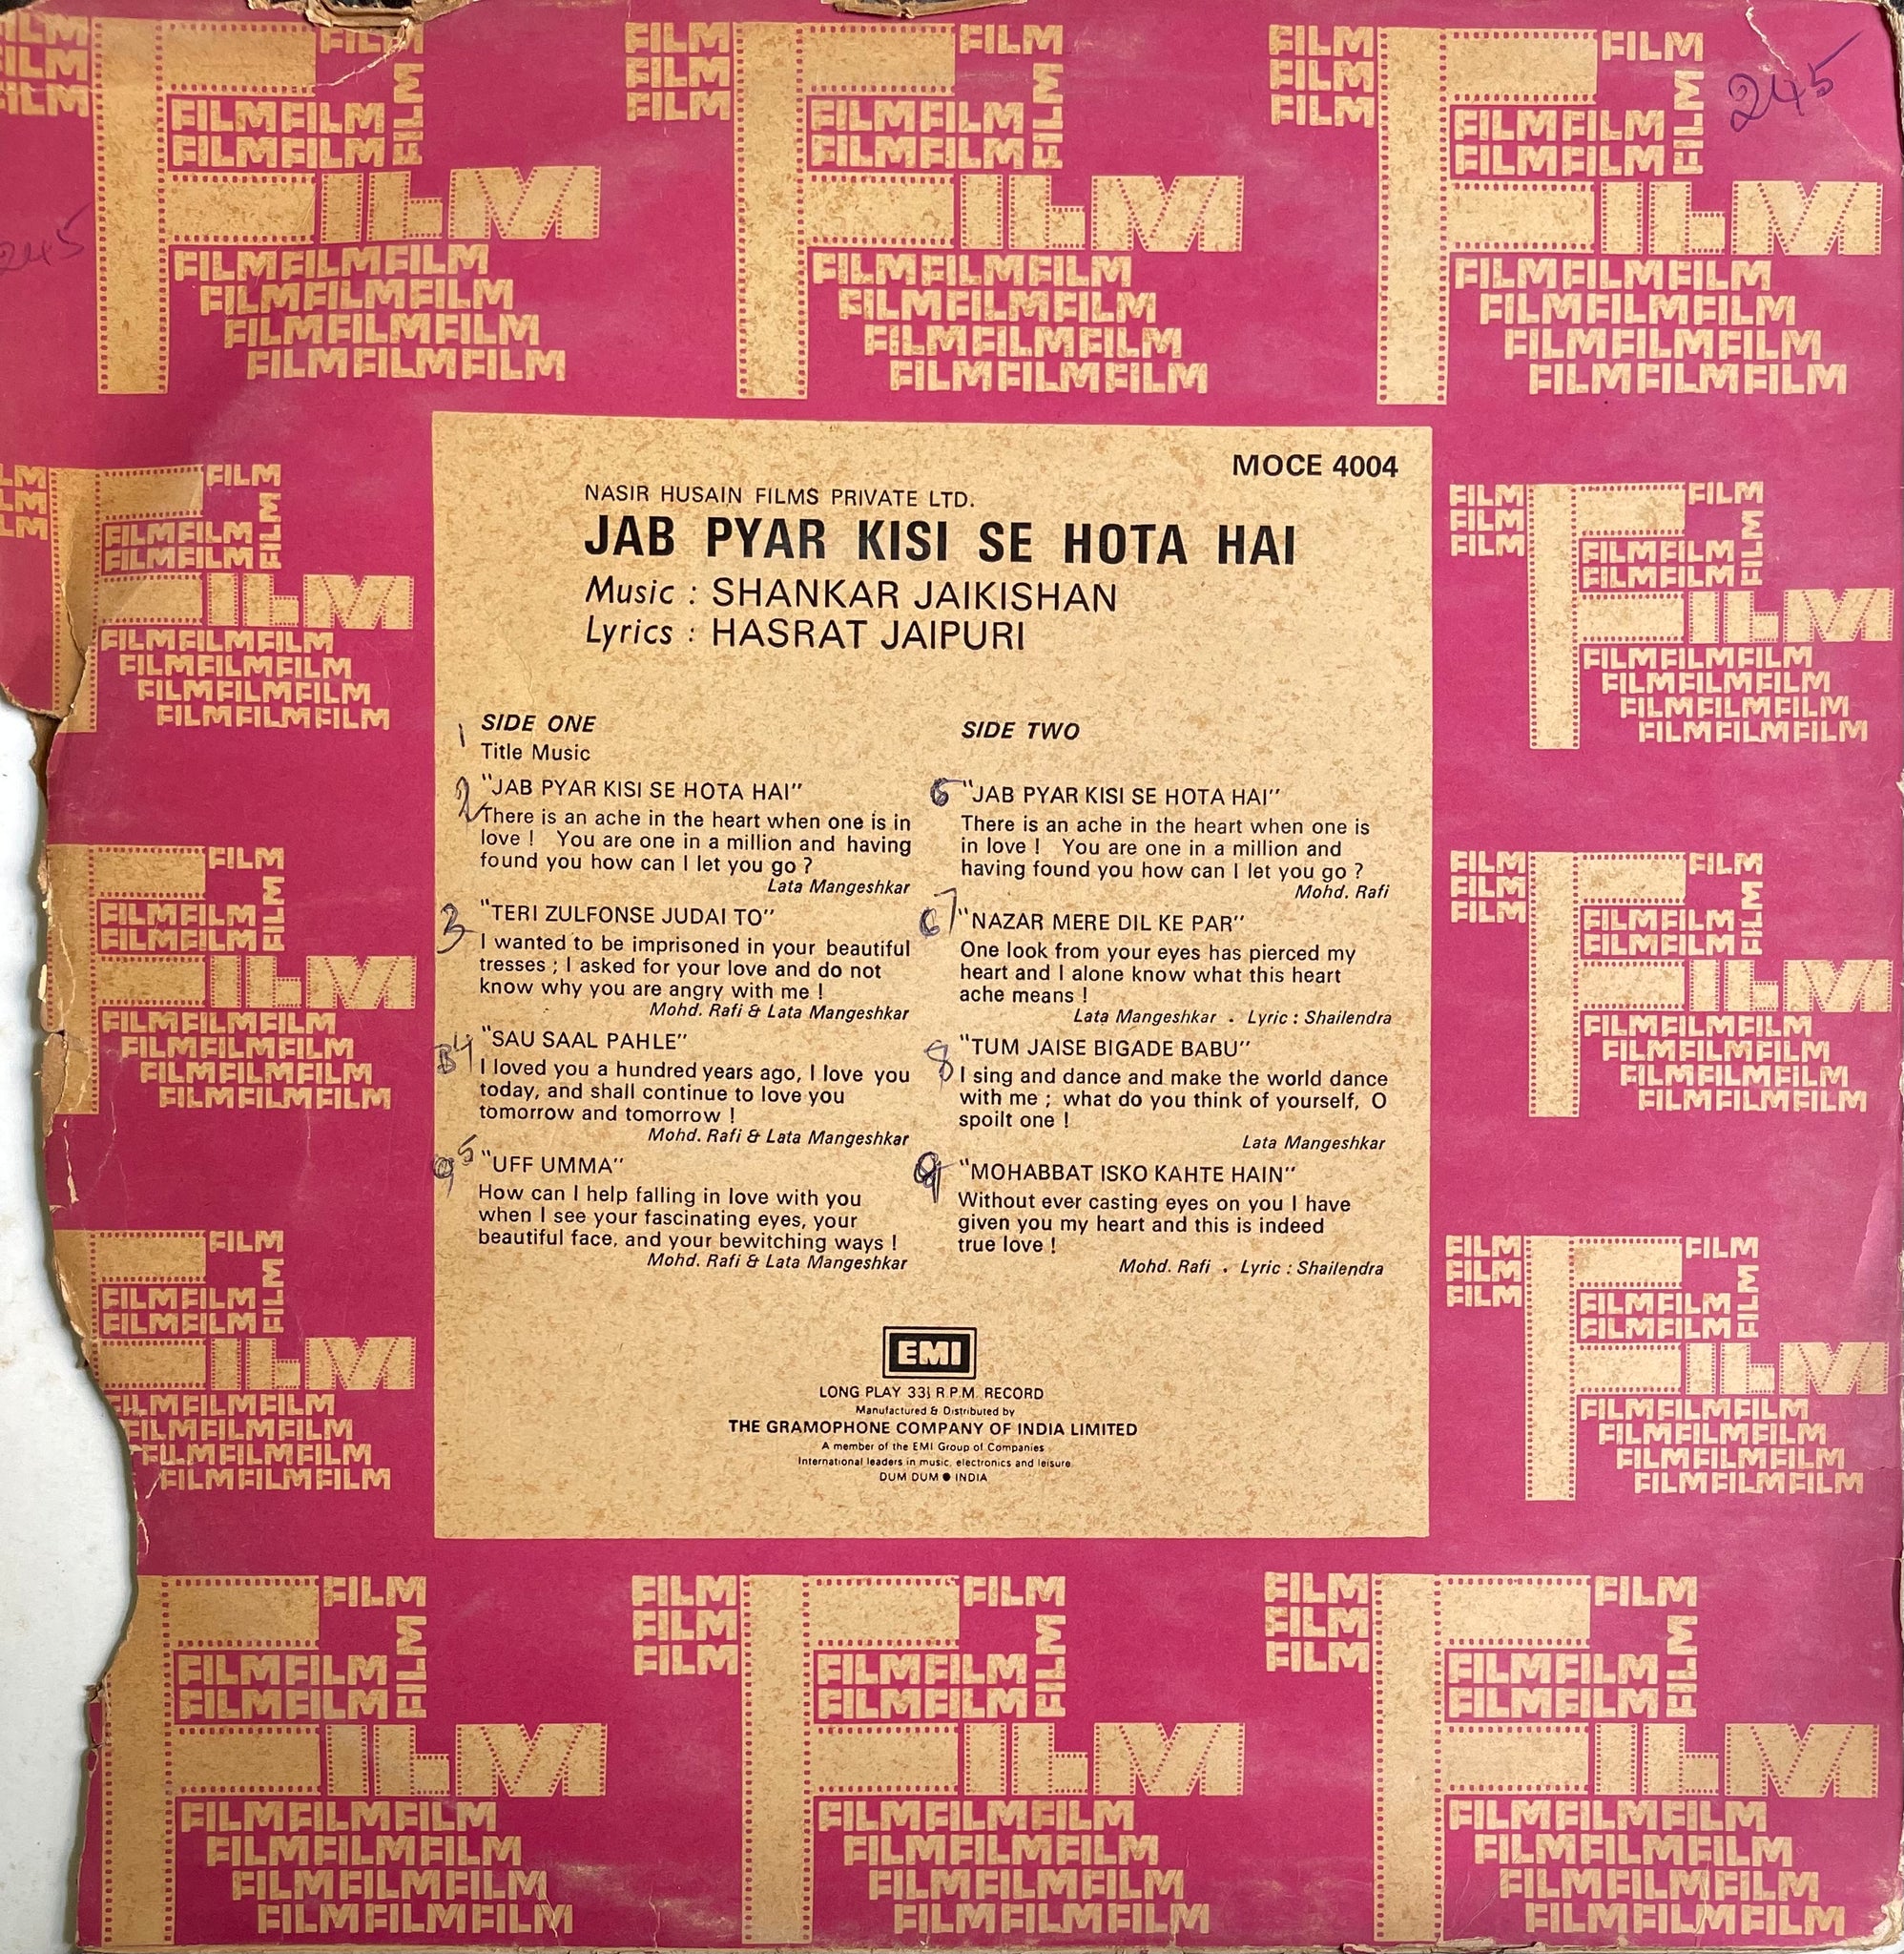 245
245
MOCE 4004
NASIR HUSAIN FILMS PRIVATE LTD.
JAB PYAR KISI SE HOTA HAI
Music : SHANKAR JAIKISHAN
Lyrics : HASRAT JAIPURI
SIDE ONE
1
Title Music
2 "JAB PYAR KISI SE HOTA HAI"
There is an ache in the heart when one is in
love ! You are one in a million and having
found you how can I let you go ?
Lata Mangeshkar
3 "TERI ZULFONSE JUDAI TO"
I wanted to be imprisoned in your beautiful
tresses ; I asked for your love and do not
know why you are angry with me !
Mohd. Rafi & Lata Mangeshkar
4 "SAU SAAL PAHLE"
I loved you a hundred years ago, I love you
today, and shall continue to love you
tomorrow and tomorrow !
Mohd. Rafi & Lata Mangeshkar
5 "UFF UMMA"
How can I help falling in love with you
when I see your fascinating eyes, your
beautiful face, and your bewitching ways !
Mohd. Rafi & Lata Mangeshkar
SIDE TWO
"JAB PYAR KISI SE HOTA HAI"
There is an ache in the heart when one is
in love ! You are one in a million and
having found you how can I let you go ?
Mohd. Rafi
7 "NAZAR MERE DIL KE PAR"
One look from your eyes has pierced my
heart and I alone know what this heart
ache means !
Lata Mangeshkar . Lyric : Shailendra
8 "TUM JAISE BIGADE BABU"
I sing and dance and make the world dance
with me ; what do you think of yourself, O
spoilt one !
Lata Mangeshkar
9 "MOHABBAT ISKO KAHTE HAIN"
Without ever casting eyes on you I have
given you my heart and this is indeed
true love !
Mohd. Rafi . Lyric : Shailendra
EMI
LONG PLAY 33⅓ R.P.M. RECORD
Manufactured & Distributed by
THE GRAMOPHONE COMPANY OF INDIA LIMITED
A member of the EMI Group of Companies
International leaders in music, electronics and leisure
DUM DUM ● INDIA